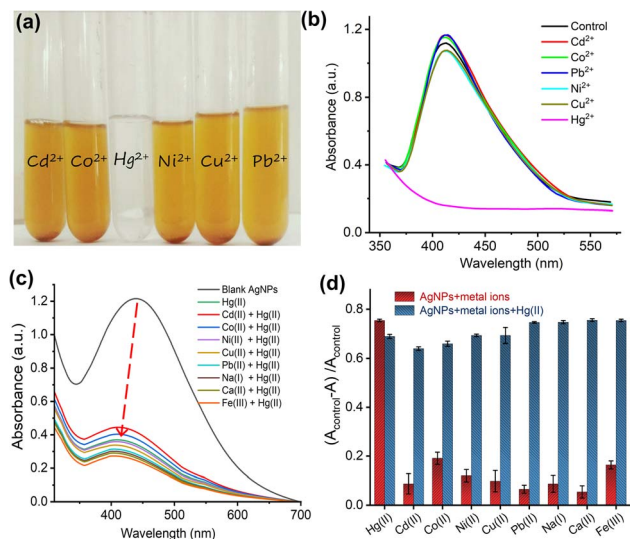 (a)
Cd2+ Co2+ Hg2+ Ni2+ Cu2+ Pb2+
(b)
Absorbance (a.u.)
1.2
0.8
0.4
0.0
350 400 450 500 550
Wavelength (nm)
Control
Cd2+
Co2+
Pb2+
Ni2+
Cu2+
Hg2+
(c)
Absorbance (a.u.)
1.2
1.0
0.8
0.6
0.4
0.2
0.0
400 500 600 700
Wavelength (nm)
Blank AgNPs
Hg(II)
Cd(II) + Hg(II)
Co(II) + Hg(II)
Ni(II) + Hg(II)
Cu(II) + Hg(II)
Pb(II) + Hg(II)
Na(I) + Hg(II)
Ca(II) + Hg(II)
Fe(III) + Hg(II)
(d)
AgNPs+metal ions
AgNPs+metal ions+Hg(II)
(Acontrol-A) /Acontrol
0.8
0.6
0.4
0.2
0.0
Hg(II) Cd(II) Co(II) Ni(II) Cu(II) Pb(II) Na(I) Ca(II) Fe(III)